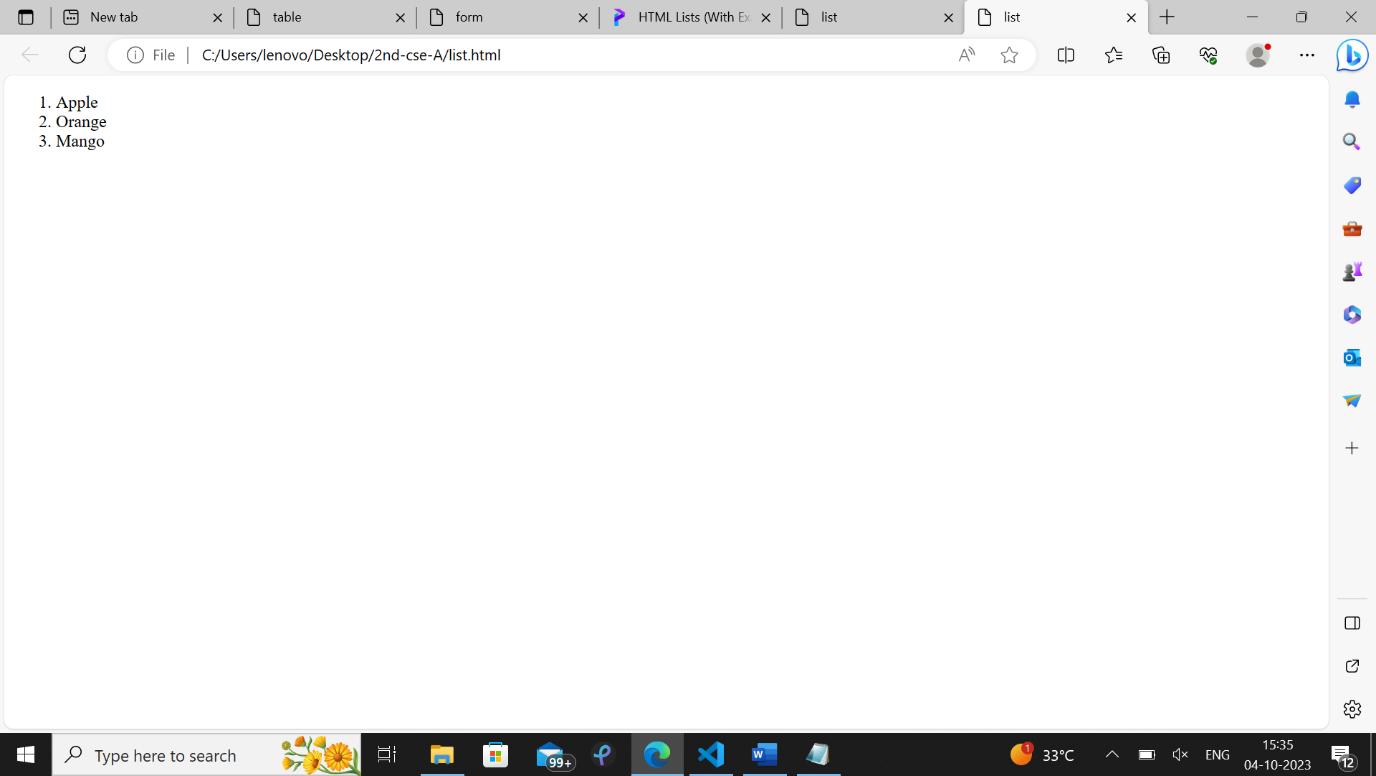 New tab
table
form
HTML Lists (With Ex
list
list
File
C:/Users/lenovo/Desktop/2nd-cse-A/list.html
1. Apple
2. Orange
3. Mango
Type here to search
99+
1
33°C
ENG
15:35
04-10-2023
12